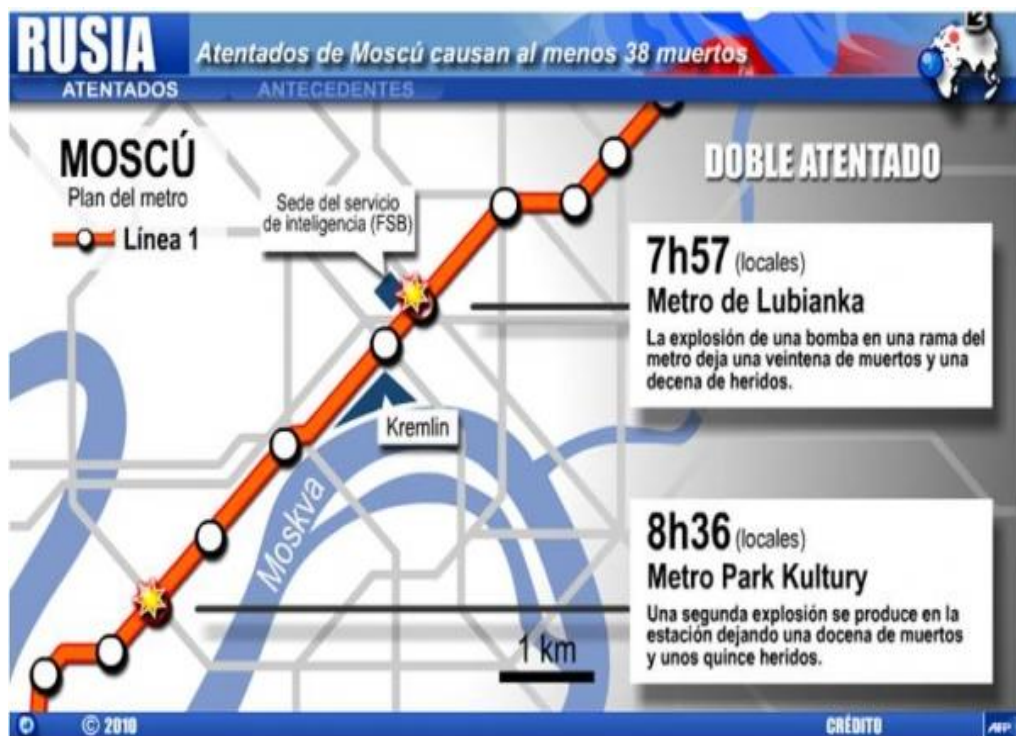 RUSIA
Atentados de Moscú causan al menos 38 muertos
ATENTADOS
ANTECEDENTES
MOSCÚ
Plan del metro
Línea 1
Sede del servicio
de inteligencia (FSB)
Kremlin
Moskva
1 km
DOBLE ATENTADO
7h57 (locales)
Metro de Lubianka
La explosión de una bomba en una rama del
metro deja una veintena de muertos y una
decena de heridos.
8h36 (locales)
Metro Park Kultury
Una segunda explosión se produce en la
estación dejando una docena de muertos
y unos quince heridos.
© 2010
CRÉDITO
AFP